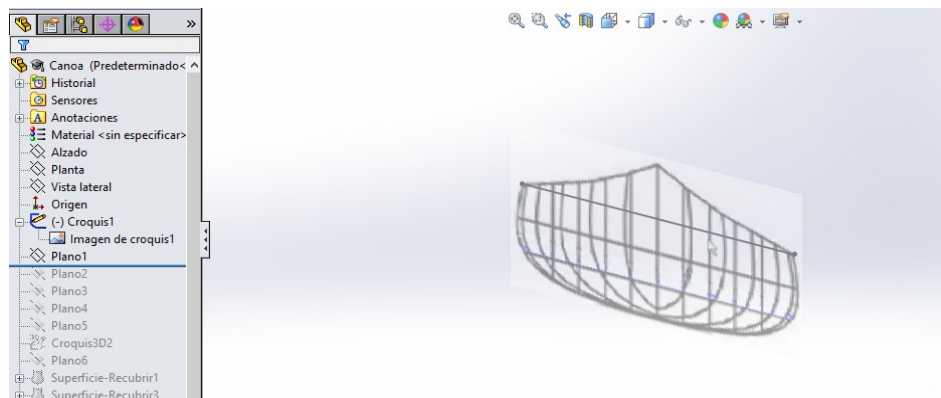 »
Canoa (Predeterminado<
Historial
Sensores
Anotaciones
Material <sin especificar>
Alzado
Planta
Vista lateral
Origen
(-) Croquis1
Imagen de croquis1
Plano1
Plano2
Plano3
Plano4
Plano5
Croquis3D2
Plano6
Superficie-Recubrir1
Superficie-Recubrir3